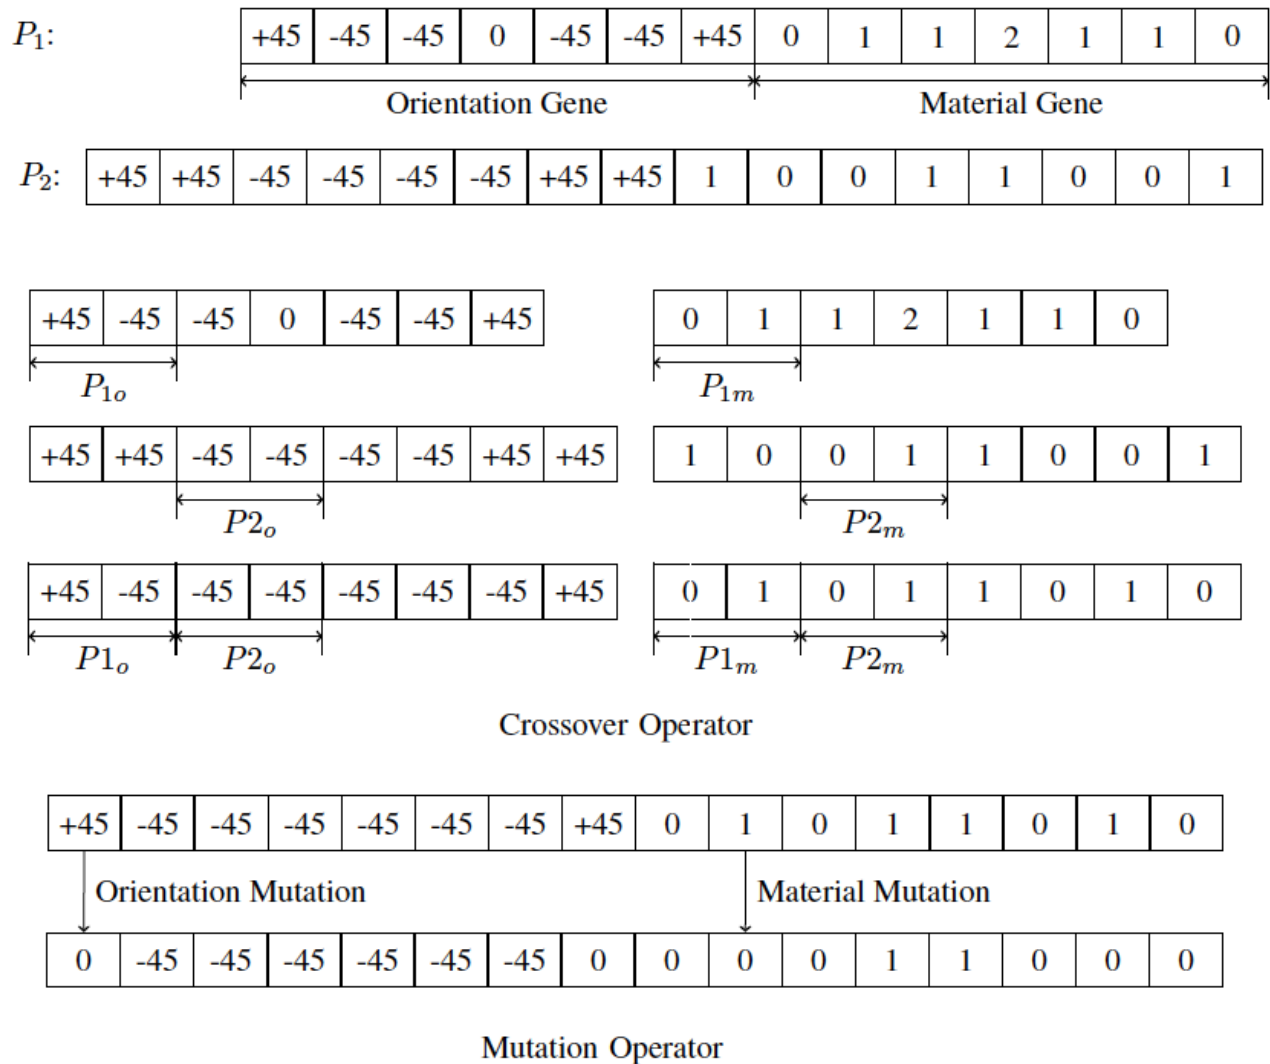 P1: +45 -45 -45 0 -45 -45 +45 0 1 1 2 1 1 0
Orientation Gene Material Gene
P2: +45 +45 -45 -45 -45 -45 +45 +45 1 0 0 1 1 0 0 1
+45 -45 -45 0 -45 -45 +45 0 1 1 2 1 1 0
P1o P1m
+45 +45 -45 -45 -45 -45 +45 +45 1 0 0 1 1 0 0 1
P2o P2m
+45 -45 -45 -45 -45 -45 -45 +45 0 1 0 1 1 0 1 0
P1o P2o P1m P2m
Crossover Operator
+45 -45 -45 -45 -45 -45 -45 +45 0 1 0 1 1 0 1 0
Orientation Mutation Material Mutation
0 -45 -45 -45 -45 -45 -45 0 0 0 0 1 1 0 0 0
Mutation Operator